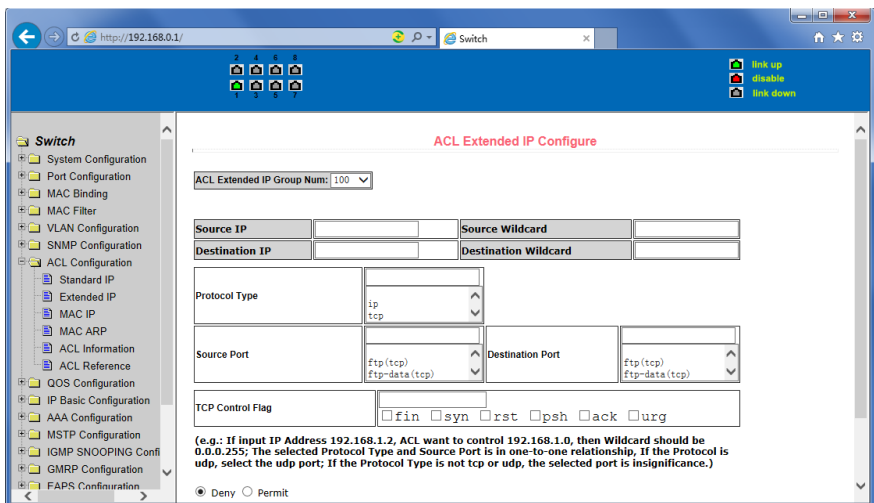 http://192.168.0.1/
Switch
2 4 6 8
1 3 5 7
link up
disable
link down
Switch
System Configuration
Port Configuration
MAC Binding
MAC Filter
VLAN Configuration
SNMP Configuration
ACL Configuration
Standard IP
Extended IP
MAC IP
MAC ARP
ACL Information
ACL Reference
QOS Configuration
IP Basic Configuration
AAA Configuration
MSTP Configuration
IGMP SNOOPING Confi
GMRP Configuration
EAPS Configuration
ACL Extended IP Configure
ACL Extended IP Group Num: 100
Source IP Source Wildcard
Destination IP Destination Wildcard
Protocol Type
ip
tcp
Source Port
ftp(tcp)
ftp-data(tcp)
Destination Port
ftp(tcp)
ftp-data(tcp)
TCP Control Flag
fin syn rst psh ack urg
(e.g.: If input IP Address 192.168.1.2, ACL want to control 192.168.1.0, then Wildcard should be
0.0.0.255; The selected Protocol Type and Source Port is in one-to-one relationship, If the Protocol is
udp, select the udp port; If the Protocol Type is not tcp or udp, the selected port is insignificance.)
Deny Permit